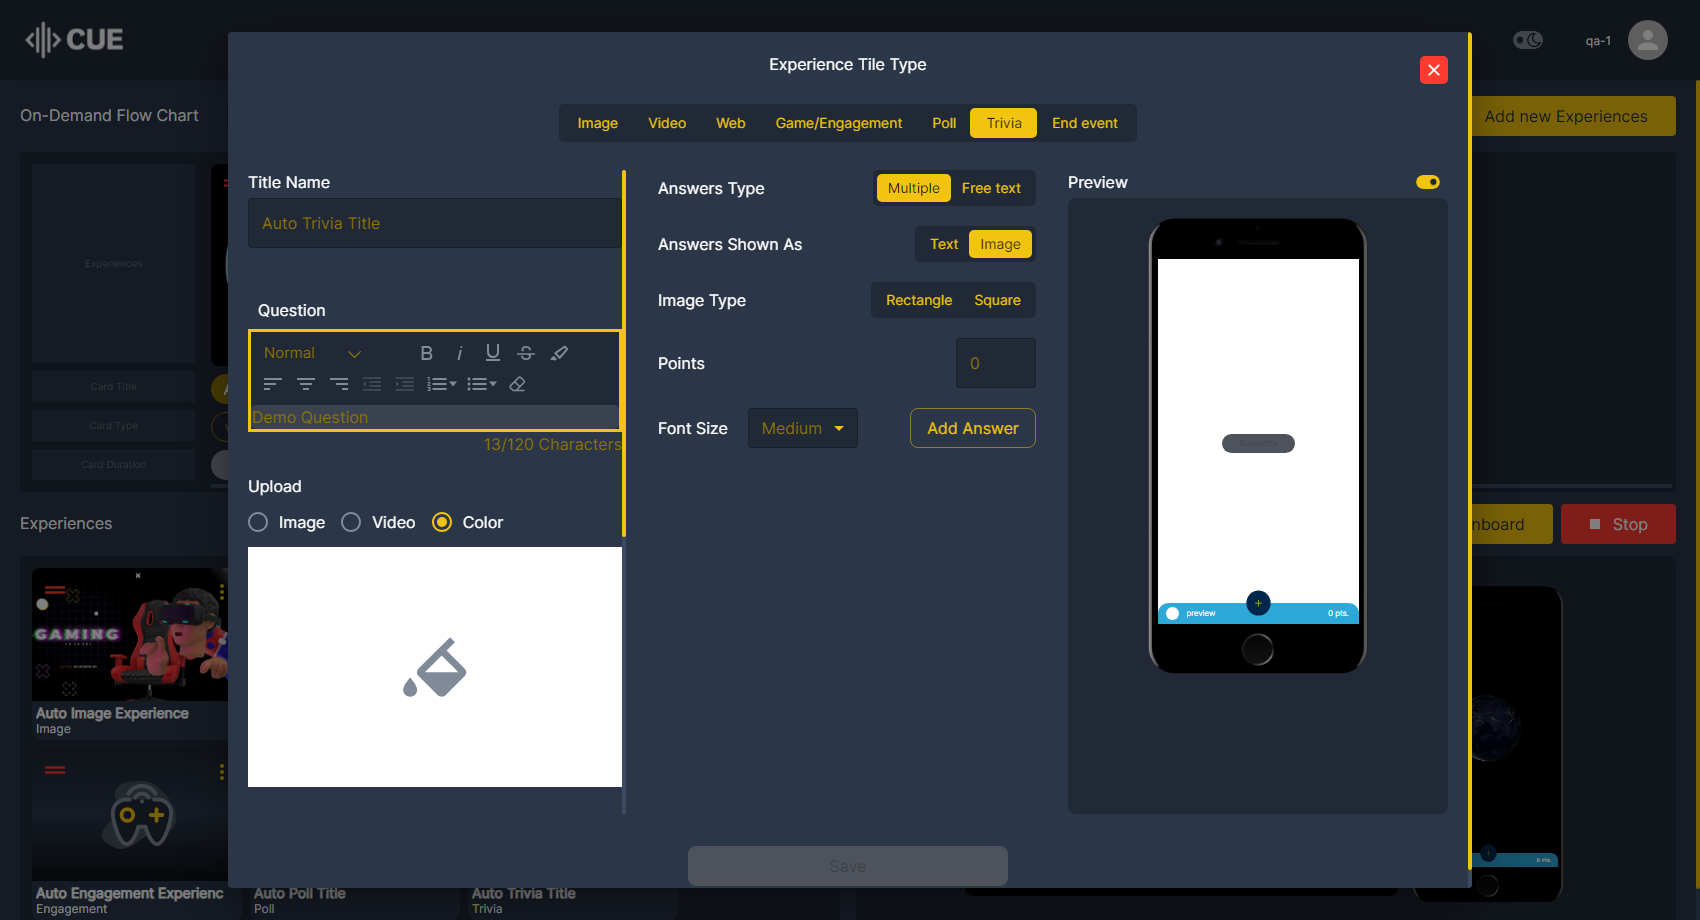 CUE
Experience Tile Type
qa-1
On-Demand Flow Chart
Add new Experiences
Image Video Web Game/Engagement Poll Trivia End event
Title Name
Auto Trivia Title
Question
Normal
Demo Question
13/120 Characters
Upload
Image Video Color
Answers Type
Multiple Free text
Answers Shown As
Text Image
Image Type
Rectangle Square
Points
0
Font Size
Medium
Add Answer
Preview
preview
0 pts.
Save
Experiences
Card Title
Card Type
Card Duration
Experiences
Stop
GAMING
Auto Image Experience
Image
Auto Engagement Experienc
Engagement
Auto Poll Title
Poll
Auto Trivia Title
Trivia
0 pts.